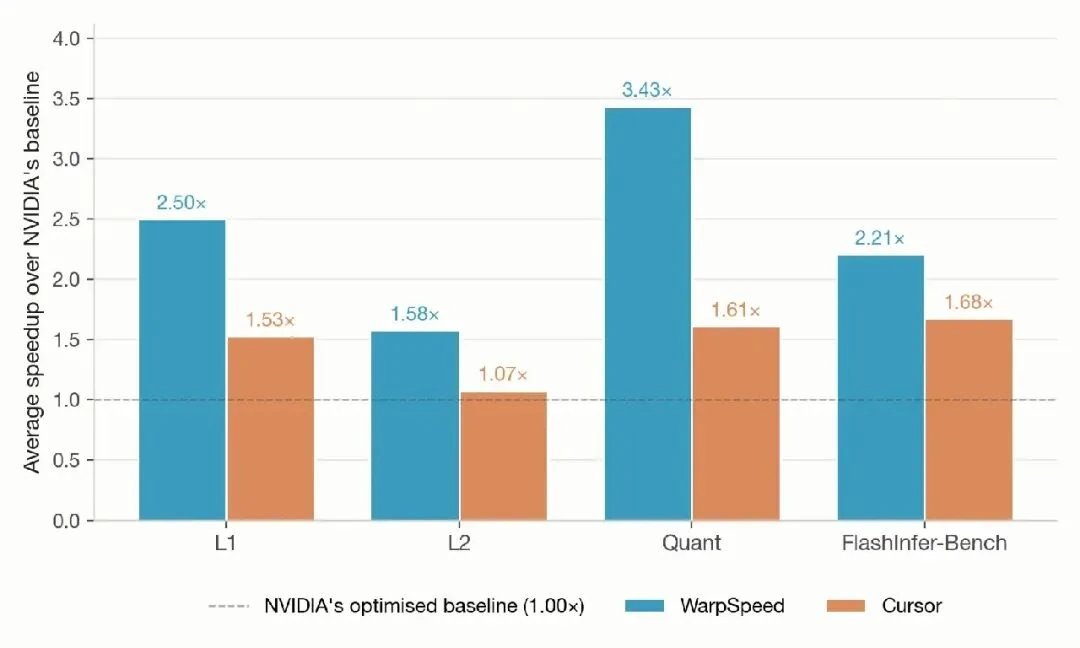 Average speedup over NVIDIA's baseline
4.0
3.5
3.0
2.5
2.0
1.5
1.0
0.5
0.0
2.50×
1.53×
1.58×
1.07×
3.43×
1.61×
2.21×
1.68×
L1
L2
Quant
FlashInfer-Bench
NVIDIA's optimised baseline (1.00×)
WarpSpeed
Cursor